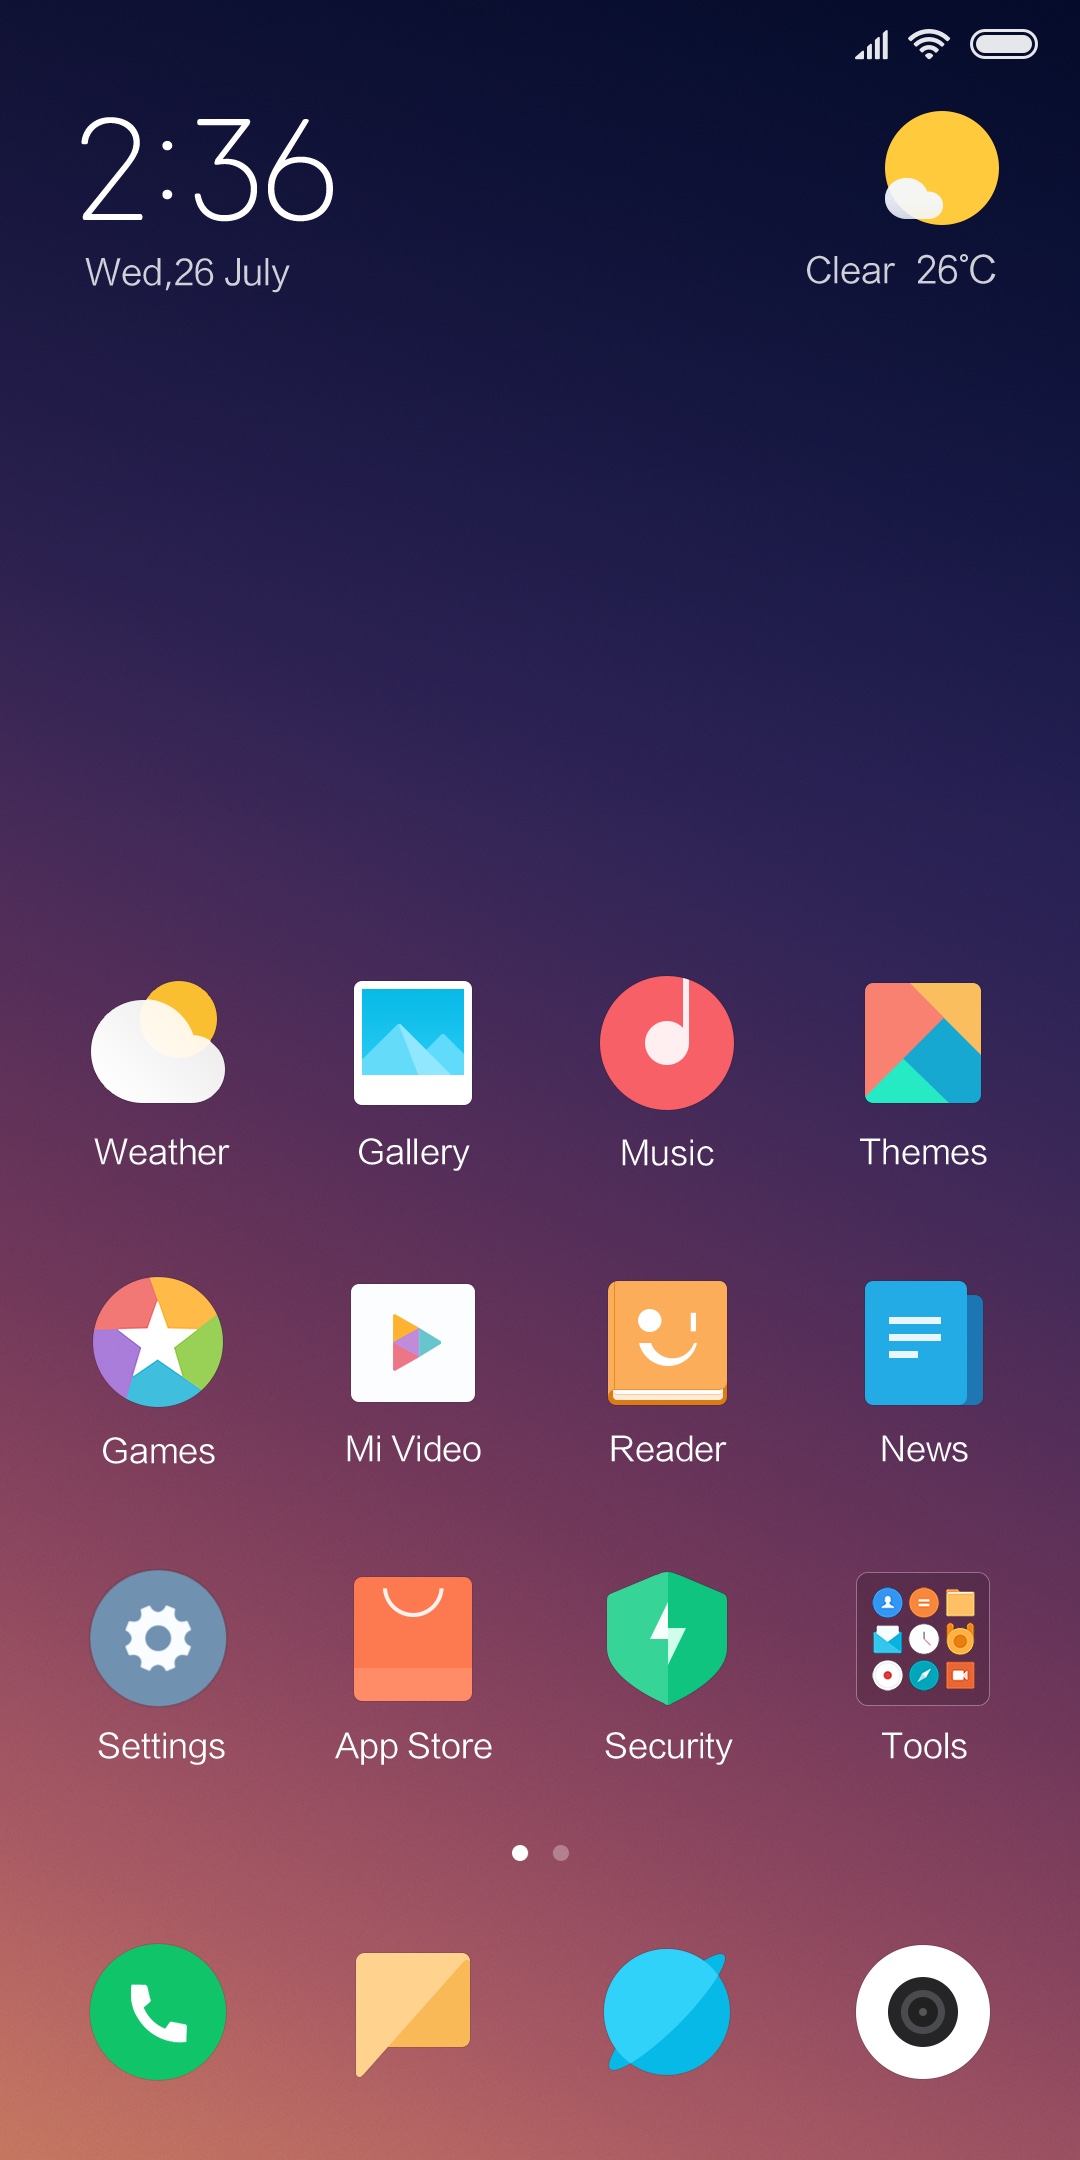 2:36
Wed,26 July
Clear 26°C
Weather
Gallery
Music
Themes
Games
Mi Video
Reader
News
Settings
App Store
Security
Tools